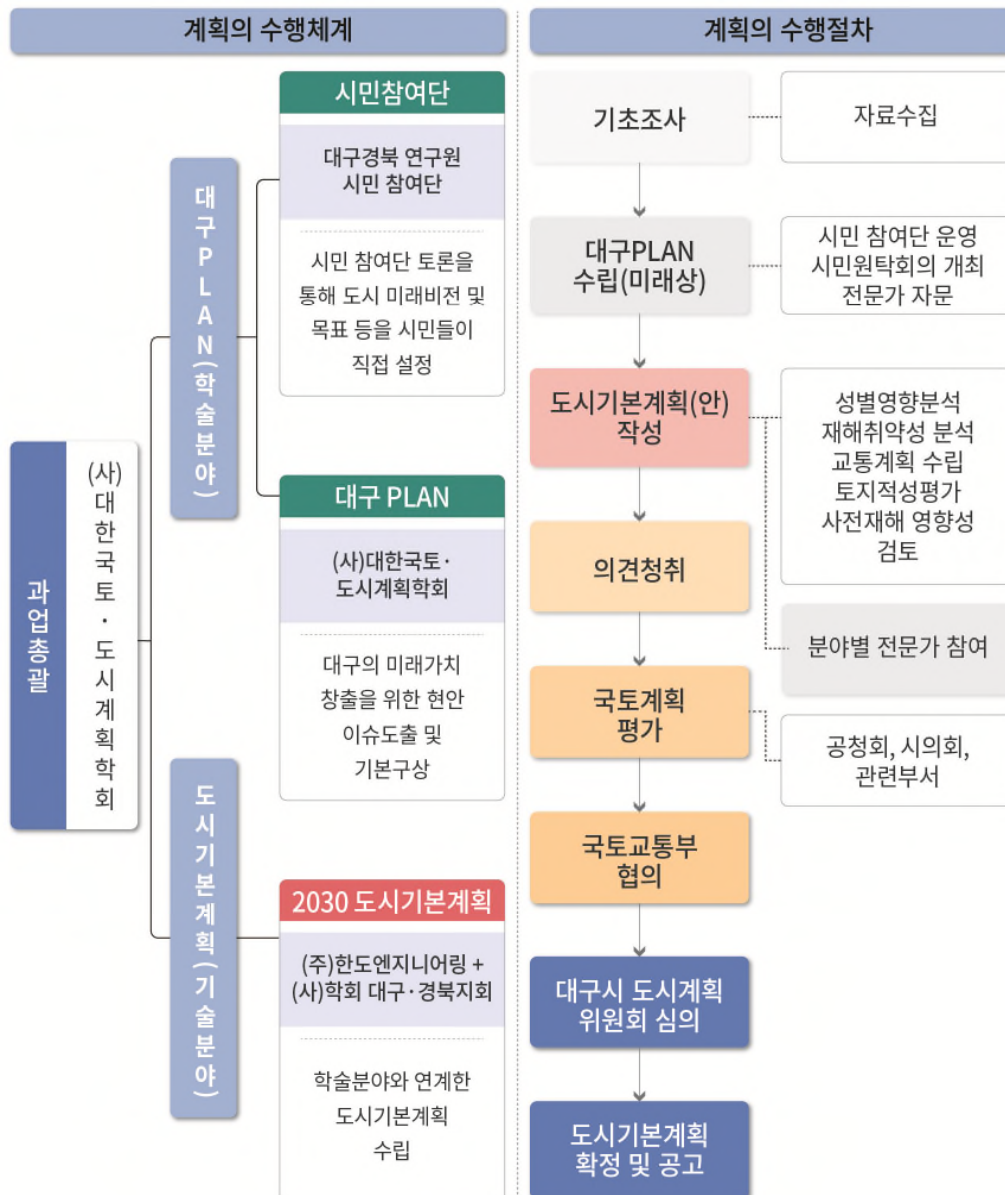 계획의 수행체계
과업총괄
(사)대한국토·도시계획학회
대구PLAN(학술분야)
시민참여단
대구경북 연구원
시민 참여단
시민 참여단 토론을
통해 도시 미래비전 및
목표 등을 시민들이
직접 설정
대구 PLAN
(사)대한국토·
도시계획학회
대구의 미래가치
창출을 위한 현안
이슈도출 및
기본구상
도시기본계획(기술분야)
2030 도시기본계획
(주)한도엔지니어링 +
(사)학회 대구·경북지회
학술분야와 연계한
도시기본계획
수립
계획의 수행절차
기초조사
자료수집
대구PLAN
수립(미래상)
시민 참여단 운영
시민원탁회의 개최
전문가 자문
도시기본계획(안)
작성
성별영향분석
재해취약성 분석
교통계획 수립
토지적성평가
사전재해 영향성
검토
분야별 전문가 참여
의견청취
국토계획
평가
공청회, 시의회,
관련부서
국토교통부
협의
대구시 도시계획
위원회 심의
도시기본계획
확정 및 공고